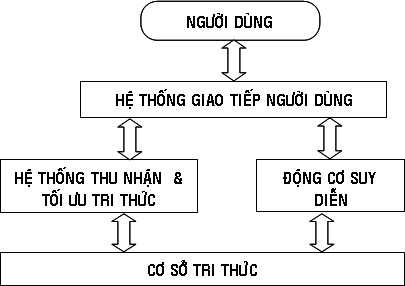 NGƯỜI DÙNG
HỆ THỐNG GIAO TIẾP NGƯỜI DÙNG
HỆ THỐNG THU NHẬN &
TỐI ƯU TRI THỨC
ĐỘNG CƠ SUY
DIỄN
CƠ SỞ TRI THỨC